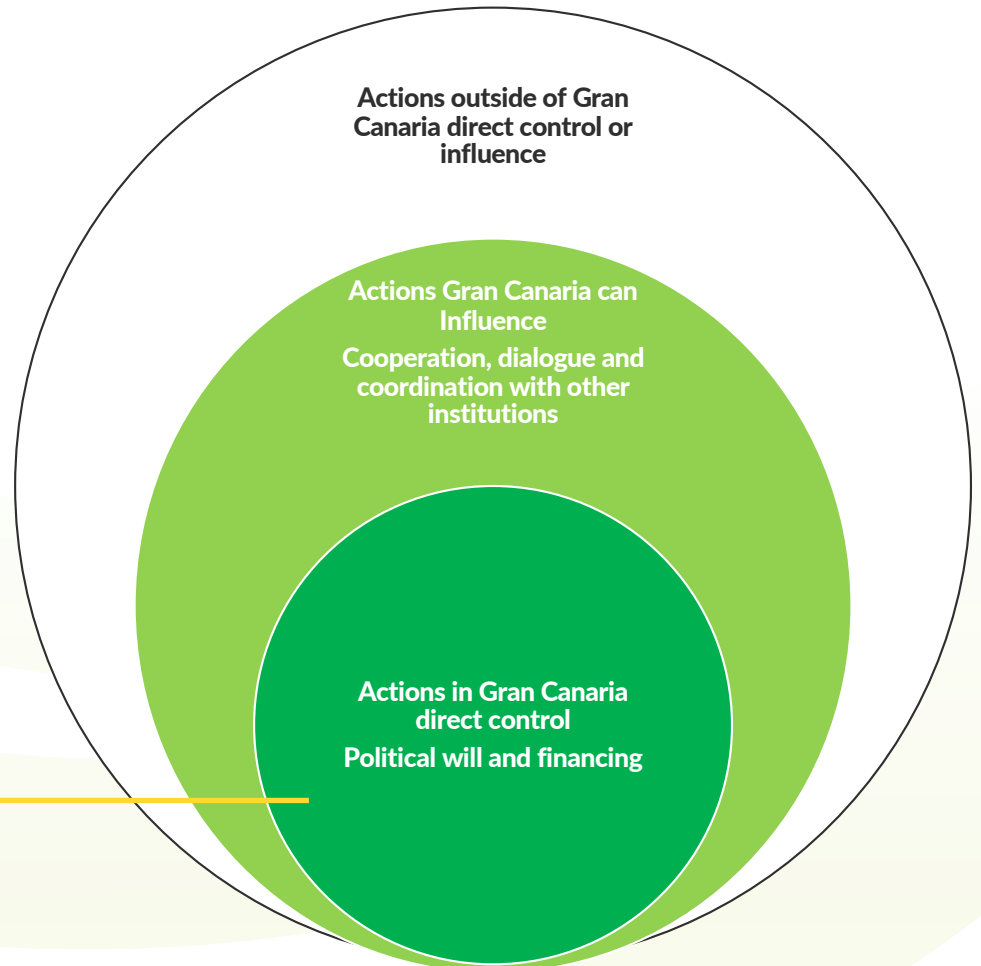 Actions outside of Gran
Canaria direct control or
influence
Actions Gran Canaria can
Influence
Cooperation, dialogue and
coordination with other
institutions
Actions in Gran Canaria
direct control
Political will and financing